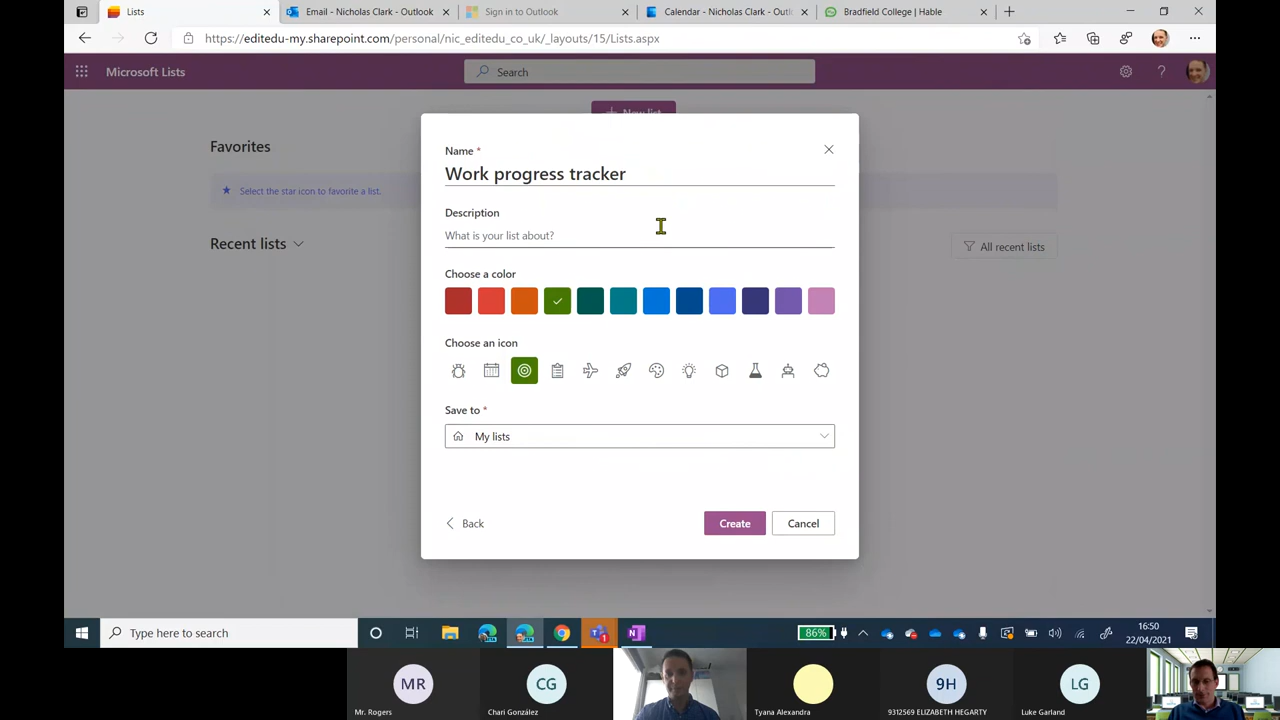 Lists
Email - Nicholas Clark - Outlook
Sign in to Outlook
Calendar - Nicholas Clark - Outlook
Bradfield College | Hable
https://editedu-my.sharepoint.com/personal/nic_editedu_co_uk/_layouts/15/Lists.aspx
Microsoft Lists
Search
New list
Name *
Work progress tracker
Favorites
Select the star icon to favorite a list.
Description
What is your list about?
Recent lists
All recent lists
Choose a color
Choose an icon
Save to *
My lists
Back
Create
Cancel
Type here to search
1
86%
16:50
22/04/2021
MR
CG
9H
LG
Mr. Rogers
Chari González
Tyana Alexandra
9312569 ELIZABETH HEGARTY
Luke Garland